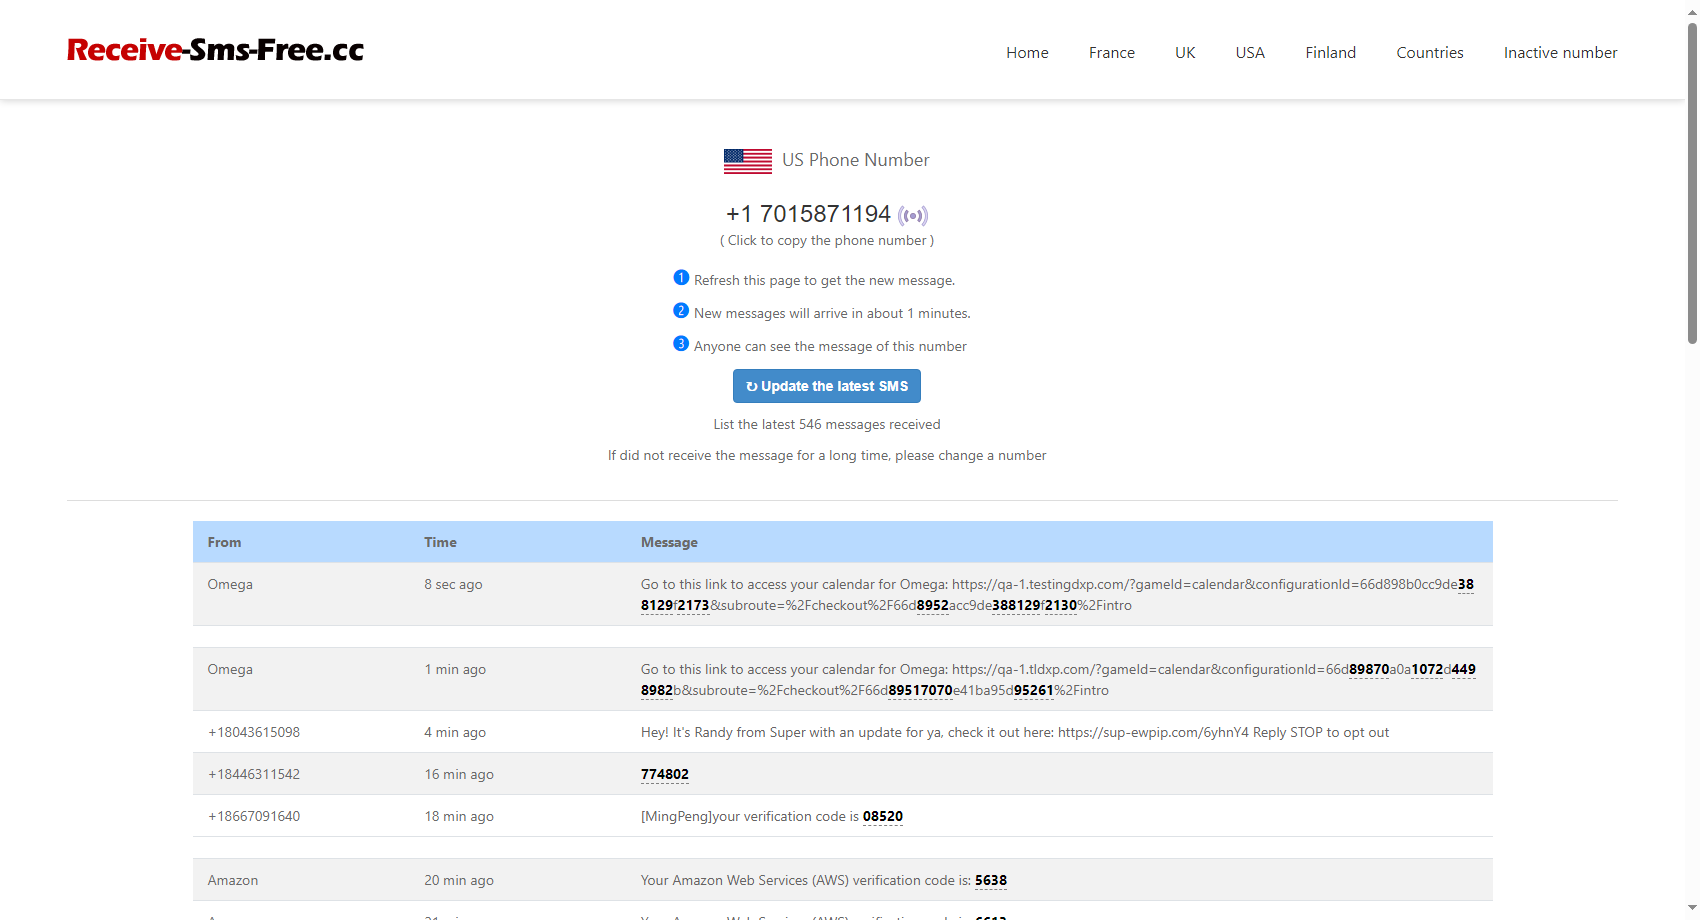 Receive-Sms-Free.cc
Home France UK USA Finland Countries Inactive number
US Phone Number
+1 7015871194
( Click to copy the phone number )
1 Refresh this page to get the new message.
2 New messages will arrive in about 1 minutes.
3 Anyone can see the message of this number
↻ Update the latest SMS
List the latest 546 messages received
If did not receive the message for a long time, please change a number
From Time Message
Omega 8 sec ago Go to this link to access your calendar for Omega: https://qa-1.testingdxp.com/?gameId=calendar&configurationId=66d898b0cc9de38
8129f2173&subroute=%2Fcheckout%2F66d8952acc9de388129f2130%2Fintro
Omega 1 min ago Go to this link to access your calendar for Omega: https://qa-1.tldxp.com/?gameId=calendar&configurationId=66d89870a0a1072d449
8982b&subroute=%2Fcheckout%2F66d89517070e41ba95d95261%2Fintro
+18043615098 4 min ago Hey! It's Randy from Super with an update for ya, check it out here: https://sup-ewpip.com/6yhnY4 Reply STOP to opt out
+18446311542 16 min ago 774802
+18667091640 18 min ago [MingPeng]your verification code is 08520
Amazon 20 min ago Your Amazon Web Services (AWS) verification code is: 5638